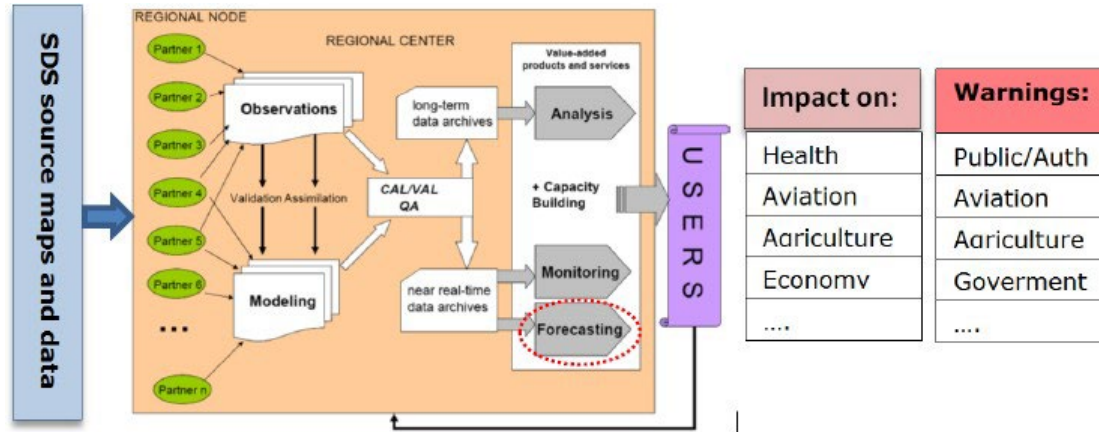 SDS source maps and data
REGIONAL NODE
REGIONAL CENTER
Partner 1
Partner 2
Partner 3
Partner 4
Partner 5
Partner 6
...
Partner n
Observations
Validation Assimilation
Modeling
CAL/VAL
QA
long-term
data archives
near real-time
data archives
Value-added
products and services
Analysis
+ Capacity
Building
Monitoring
Forecasting
USERS
Impact on:
Health
Aviation
Agriculture
Economy
....
Warnings:
Public/Auth
Aviation
Agriculture
Goverment
....